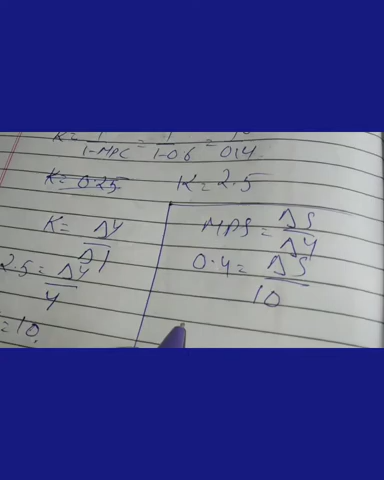 K = 1/1-MPC = 1/1-0.6 = 1/0.4
K = 0.25 K = 2.5
K = ΔY/ΔI
2.5 = ΔY/4
= 10.
MPS = ΔS/ΔY
0.4 = ΔS/10